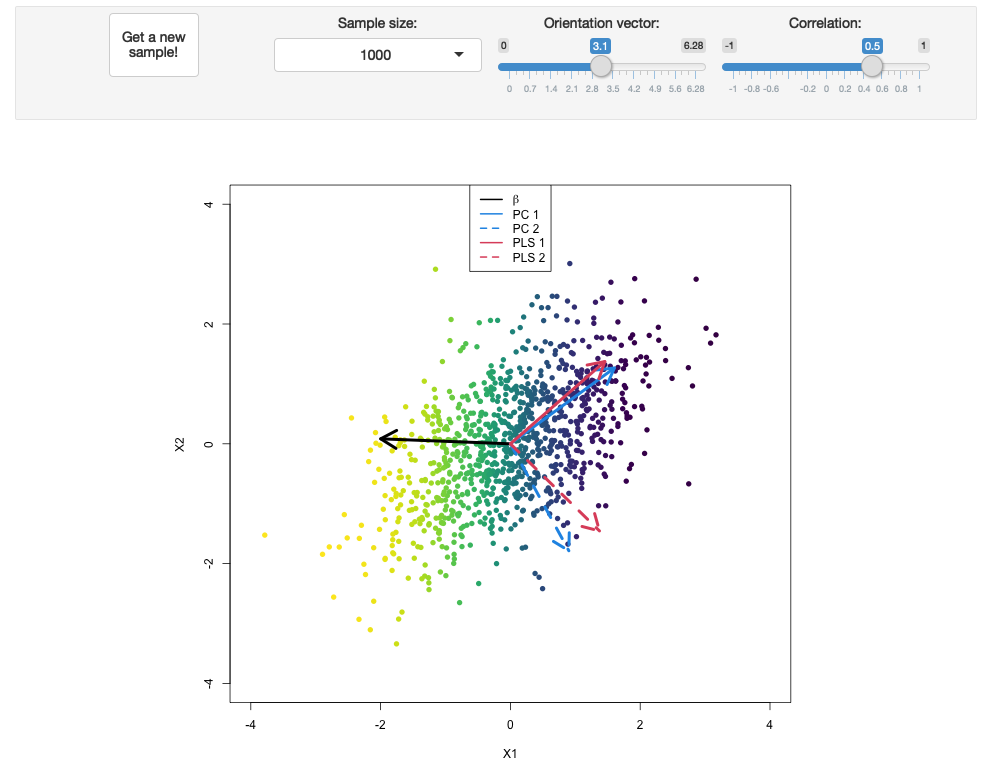 Get a new
sample!
Sample size:
1000
Orientation vector:
0 3.1 6.28
0 0.7 1.4 2.1 2.8 3.5 4.2 4.9 5.6 6.28
Correlation:
-1 0.5 1
-1 -0.8 -0.6 -0.2 0 0.2 0.4 0.6 0.8 1
β
PC 1
PC 2
PLS 1
PLS 2
4
2
0
-2
-4
X2
-4 -2 0 2 4
X1